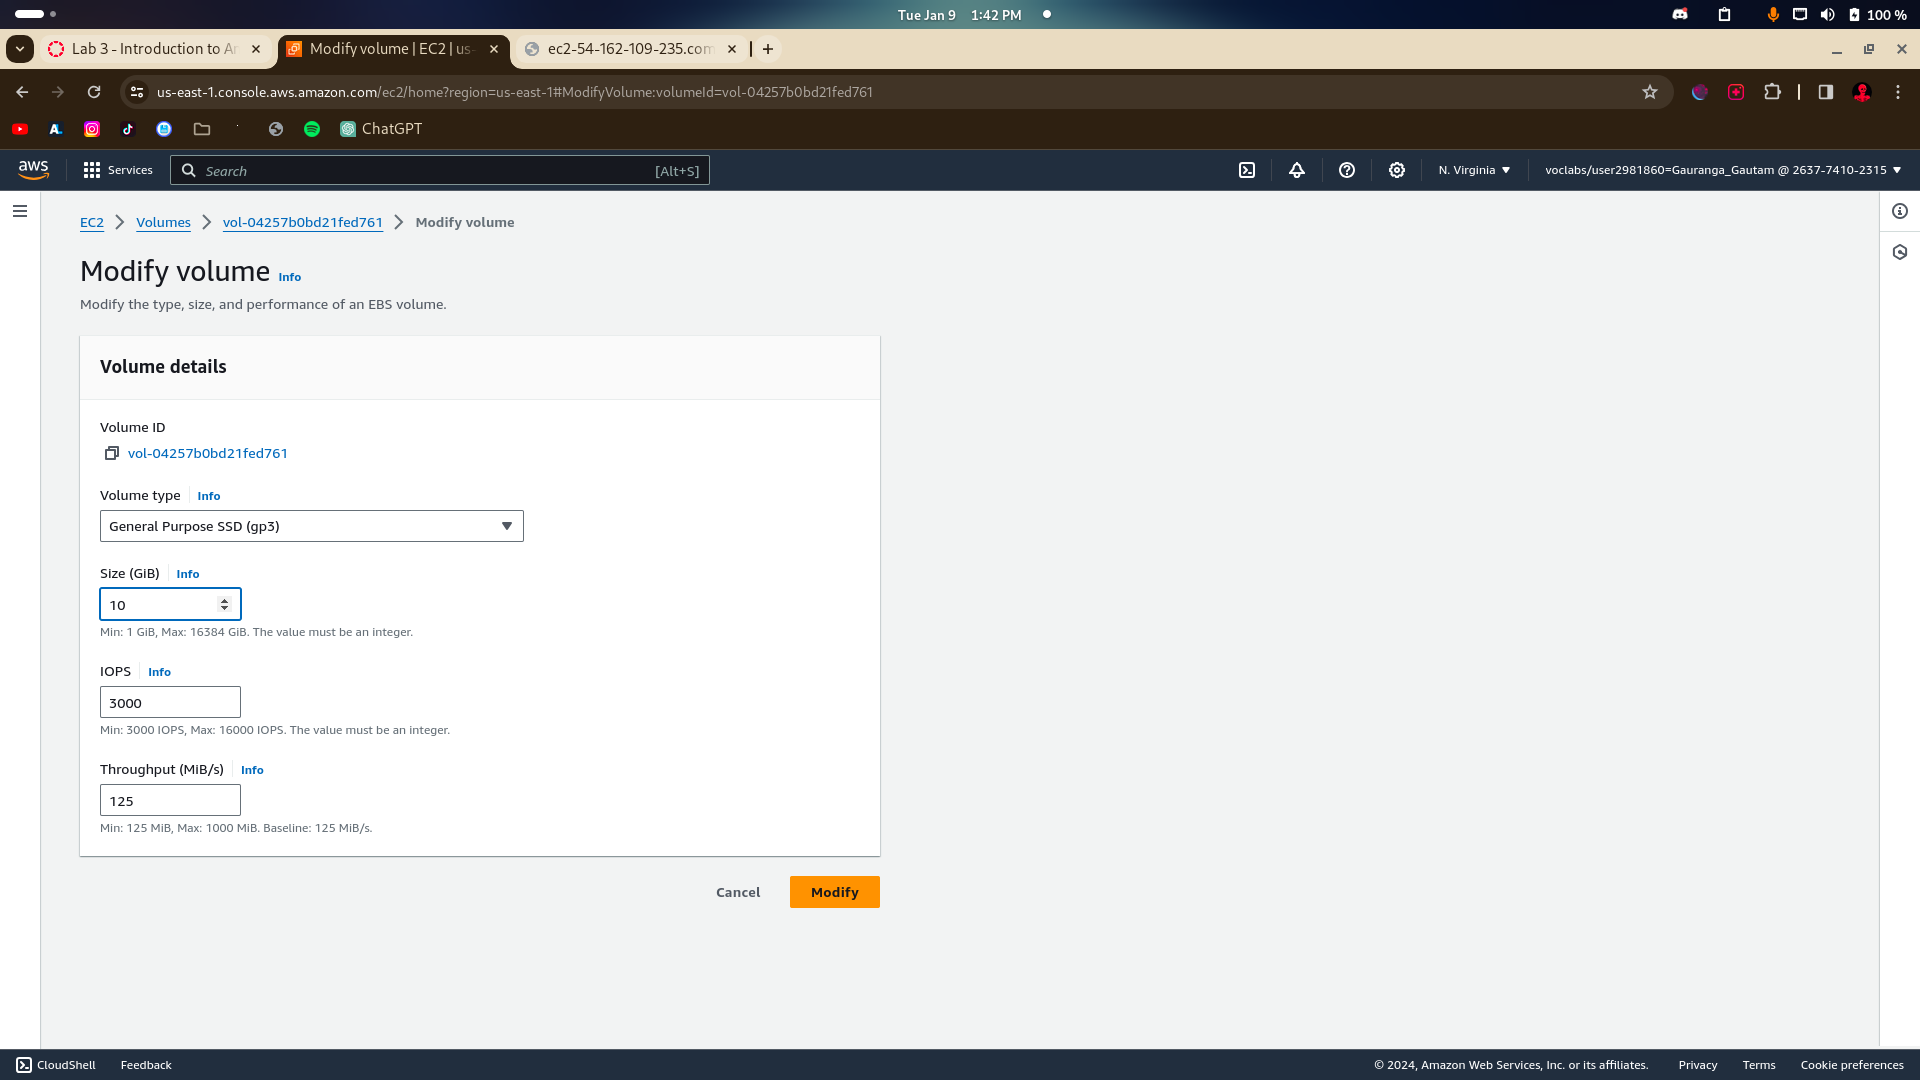 Tue Jan 9 1:42 PM
100 %
Lab 3 - Introduction to Am
Modify volume | EC2 | us-
ec2-54-162-109-235.com
us-east-1.console.aws.amazon.com/ec2/home?region=us-east-1#ModifyVolume:volumeId=vol-04257b0bd21fed761
ChatGPT
aws
Services
Search
[Alt+S]
N. Virginia
voclabs/user2981860=Gauranga_Gautam @ 2637-7410-2315
EC2
Volumes
vol-04257b0bd21fed761
Modify volume
Modify volume Info
Modify the type, size, and performance of an EBS volume.
Volume details
Volume ID
vol-04257b0bd21fed761
Volume type Info
General Purpose SSD (gp3)
Size (GiB) Info
10
Min: 1 GiB, Max: 16384 GiB. The value must be an integer.
IOPS Info
3000
Min: 3000 IOPS, Max: 16000 IOPS. The value must be an integer.
Throughput (MiB/s) Info
125
Min: 125 MiB, Max: 1000 MiB. Baseline: 125 MiB/s.
Cancel
Modify
CloudShell
Feedback
© 2024, Amazon Web Services, Inc. or its affiliates.
Privacy
Terms
Cookie preferences